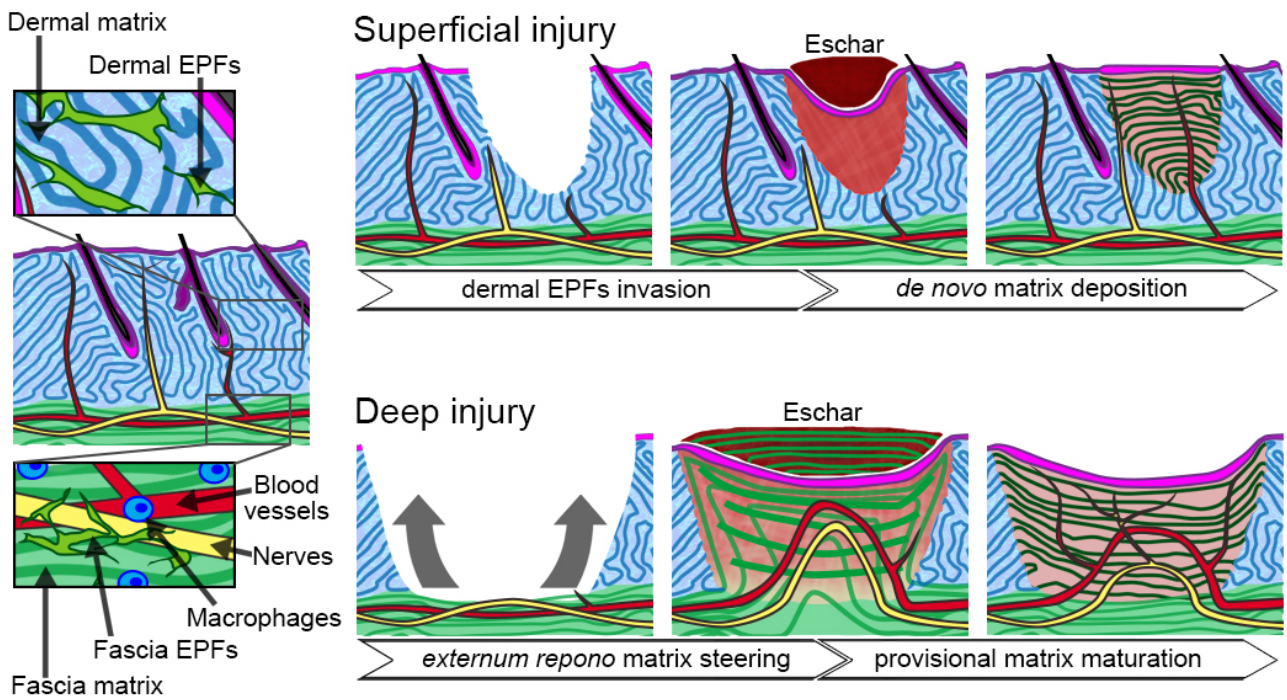 Dermal matrix
Dermal EPFs
Blood
vessels
Nerves
Macrophages
Fascia EPFs
Fascia matrix
Superficial injury
Eschar
dermal EPFs invasion
de novo matrix deposition
Deep injury
Eschar
externum repono matrix steering
provisional matrix maturation